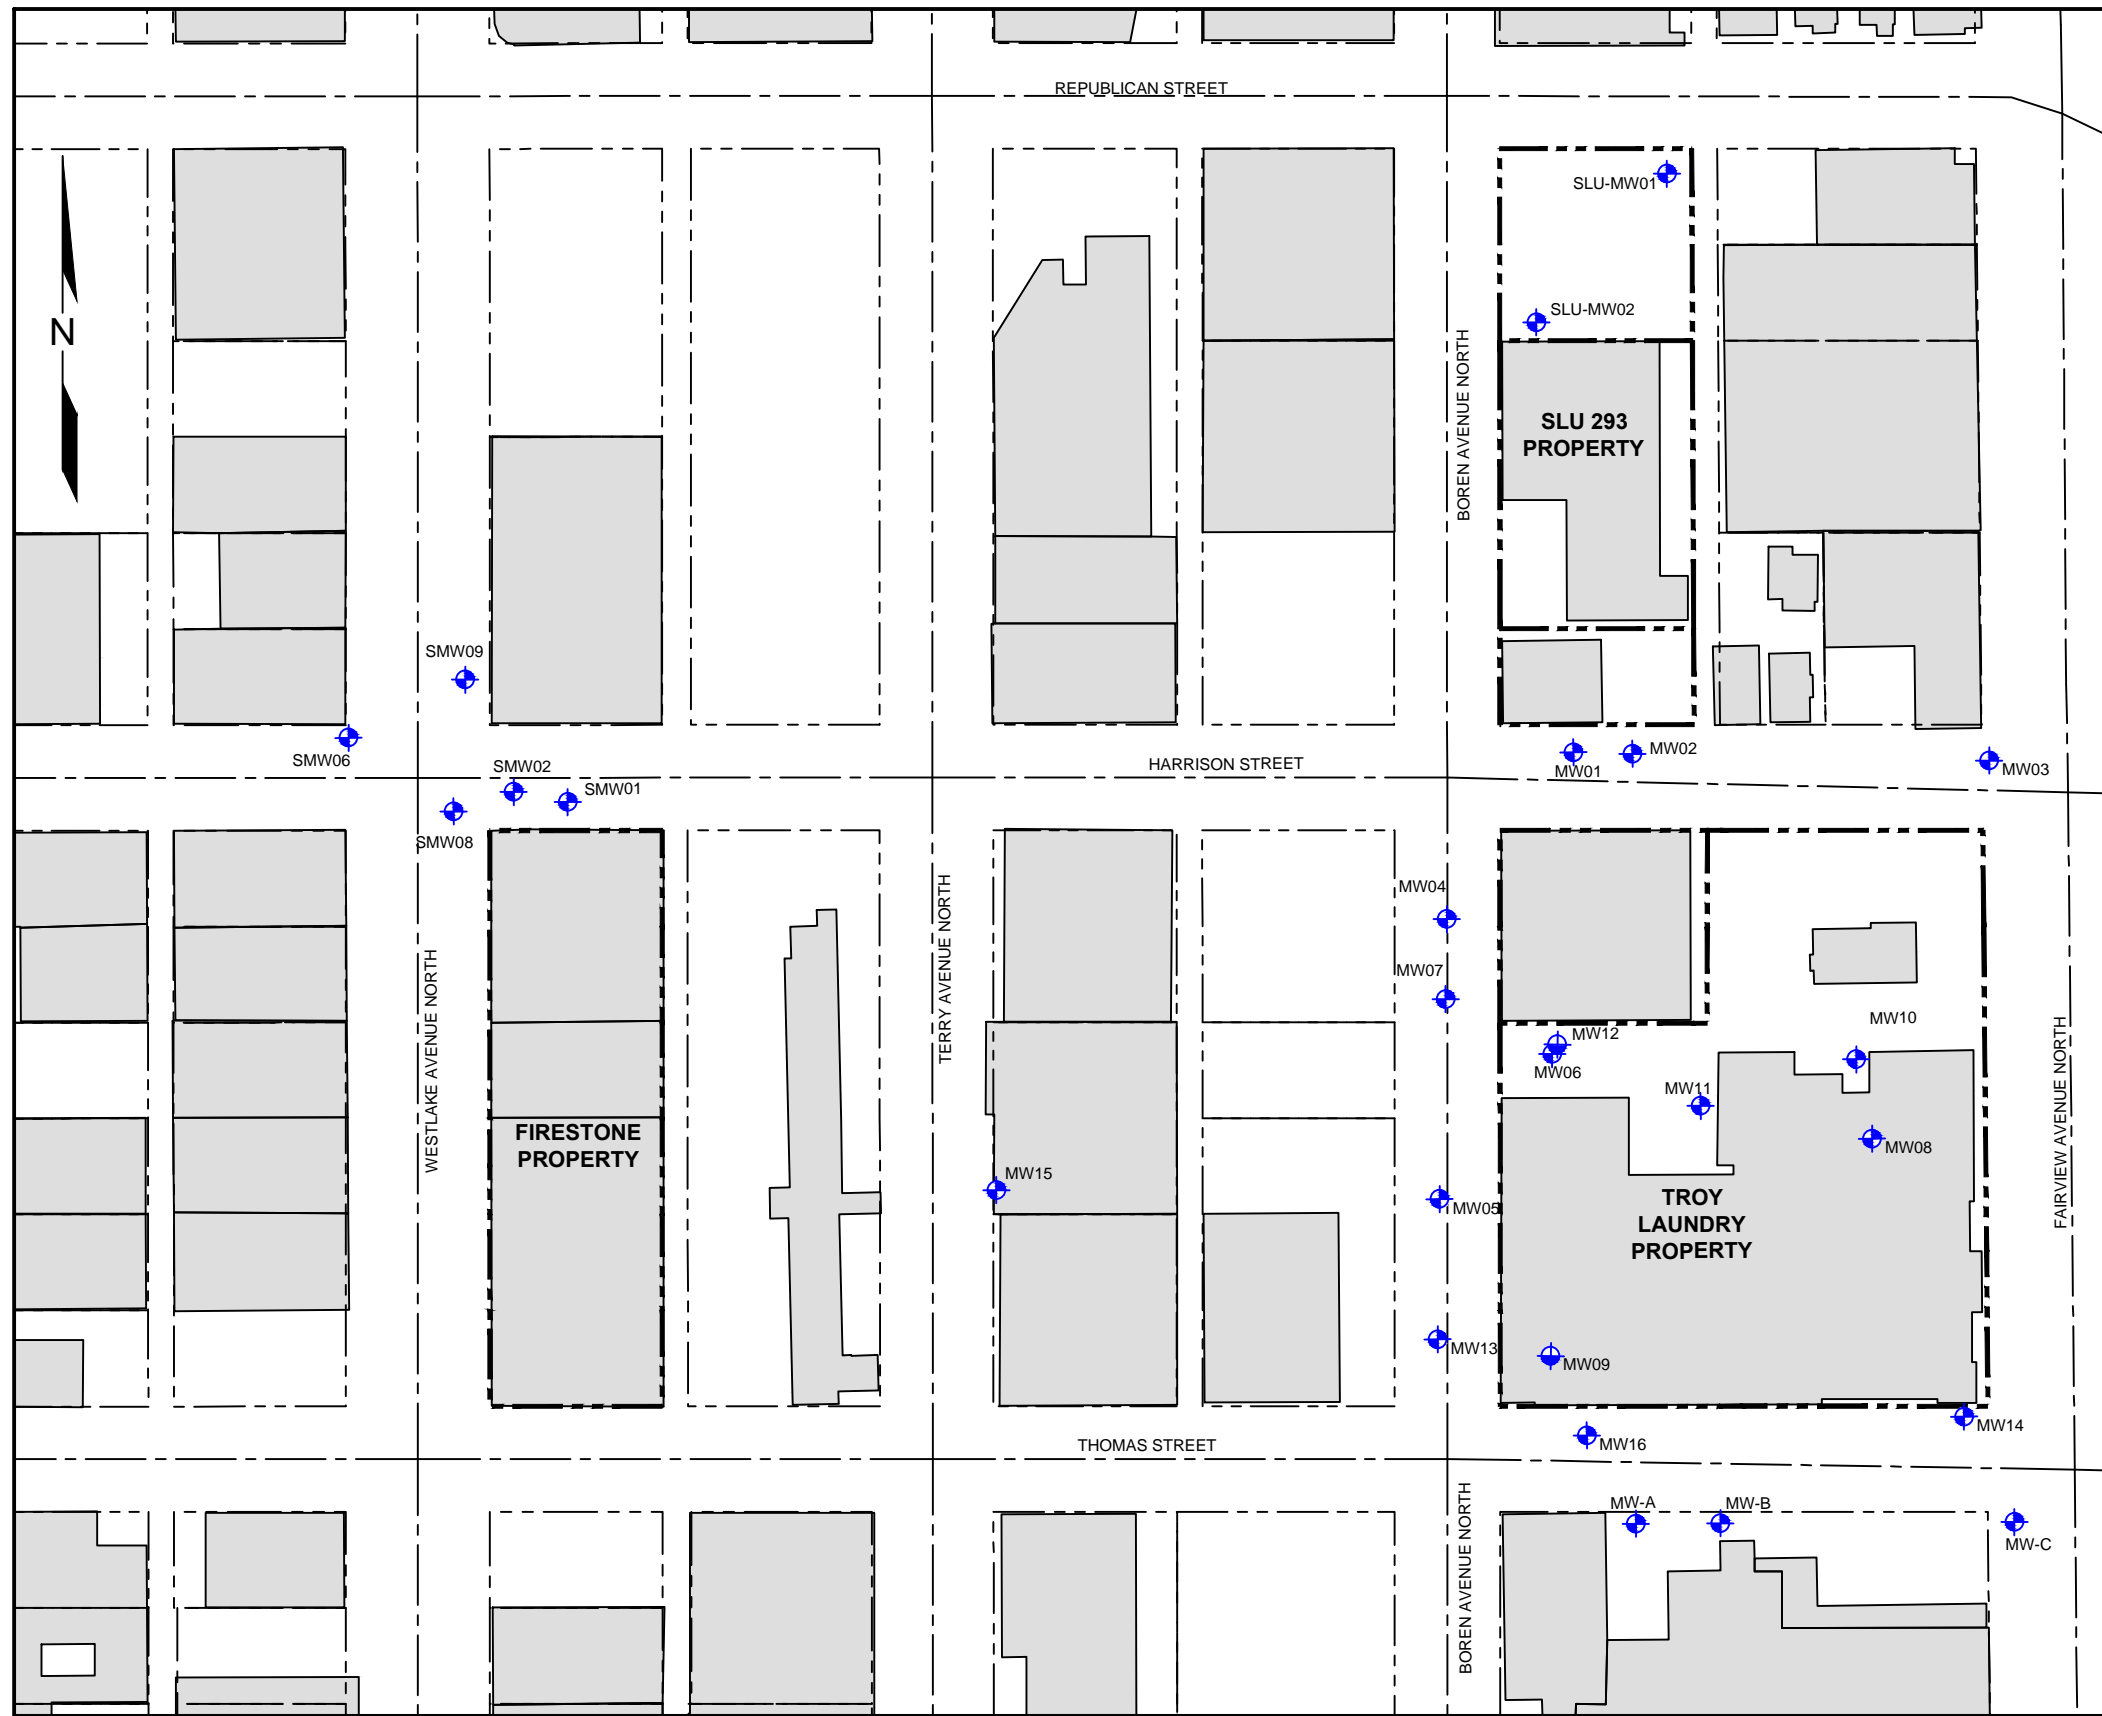 REPUBLICAN STREET
SLU-MW01
SLU-MW02
N
BOREN AVENUE NORTH
SLU 293
PROPERTY
SMW09
SMW06
SMW02
SMW01
SMW08
HARRISON STREET
MW01
MW02
MW03
MW04
MW07
WESTLAKE AVENUE NORTH
TERRY AVENUE NORTH
MW12
MW06
MW10
MW11
MW08
FAIRVIEW AVENUE NORTH
FIRESTONE
PROPERTY
MW15
MW05
TROY
LAUNDRY
PROPERTY
MW13
MW09
MW14
MW16
THOMAS STREET
BOREN AVENUE NORTH
MW-A
MW-B
MW-C